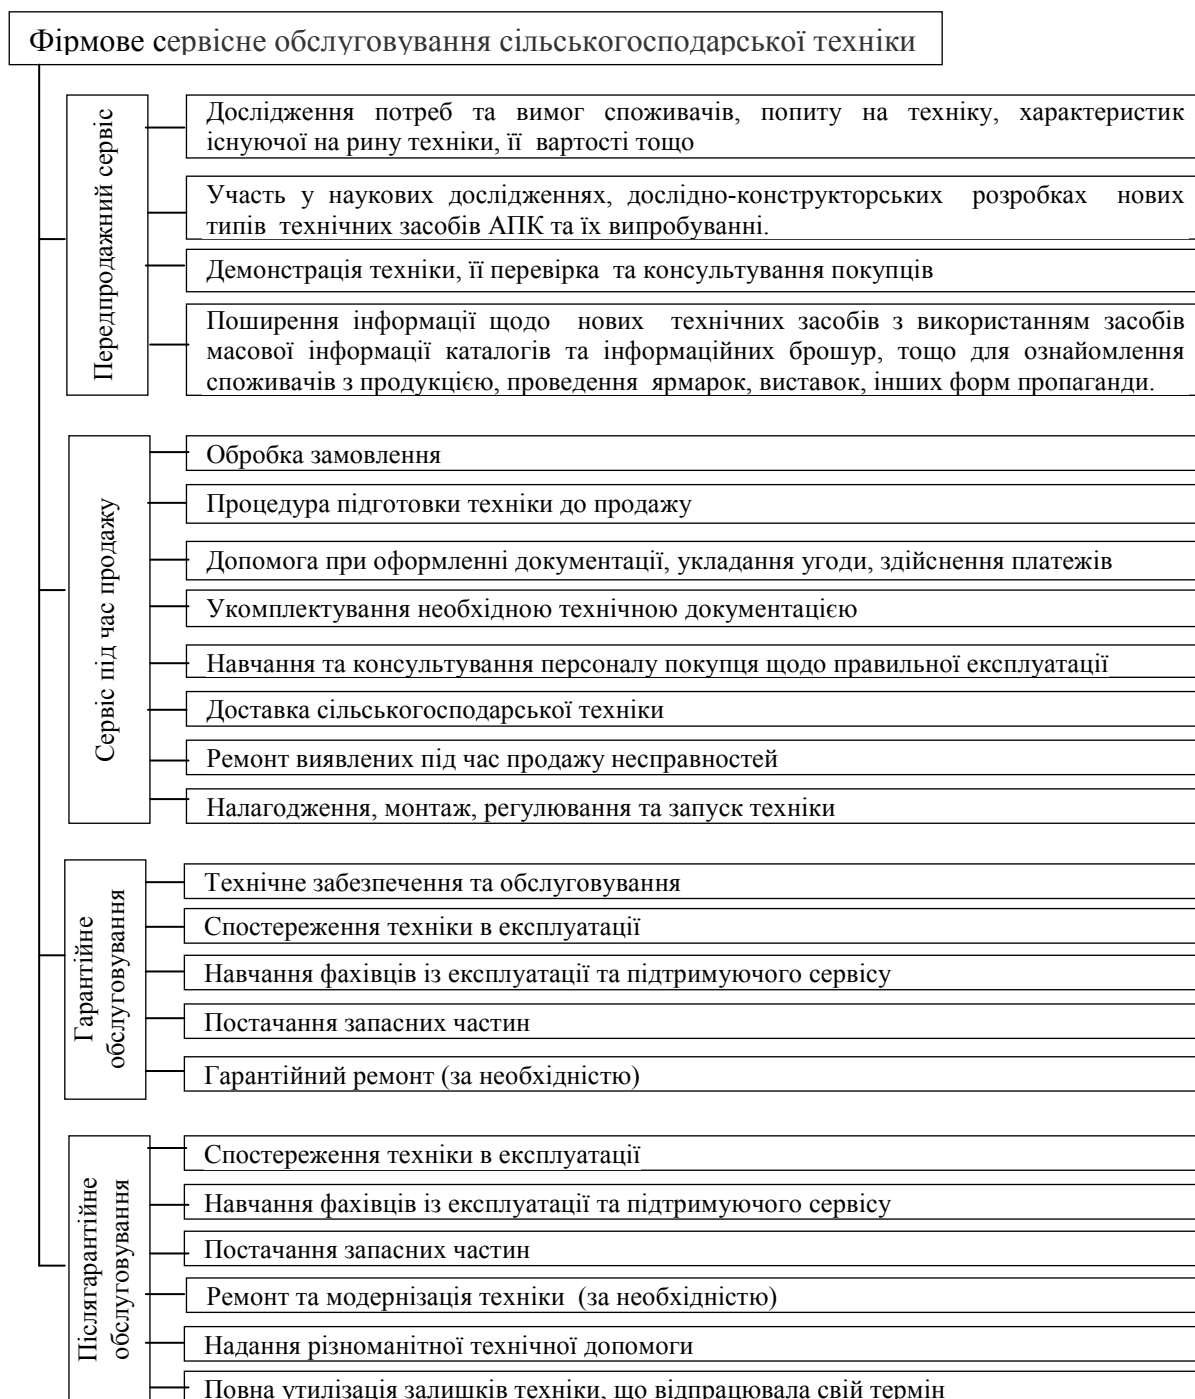 Фірмове сервісне обслуговування сільськогосподарської техніки
Передпродажний сервіс
Дослідження потреб та вимог споживачів, попиту на техніку, характеристик
існуючої на рину техніки, її вартості тощо
Участь у наукових дослідженнях, дослідно-конструкторських розробках нових
типів технічних засобів АПК та їх випробуванні.
Демонстрація техніки, її перевірка та консультування покупців
Поширення інформації щодо нових технічних засобів з використанням засобів
масової інформації каталогів та інформаційних брошур, тощо для ознайомлення
споживачів з продукцією, проведення ярмарок, виставок, інших форм пропаганди.
Сервіс під час продажу
Обробка замовлення
Процедура підготовки техніки до продажу
Допомога при оформленні документації, укладання угоди, здійснення платежів
Укомплектування необхідною технічною документацією
Навчання та консультування персоналу покупця щодо правильної експлуатації
Доставка сільськогосподарської техніки
Ремонт виявлених під час продажу несправностей
Налагодження, монтаж, регулювання та запуск техніки
Гарантійне
обслуговування
Технічне забезпечення та обслуговування
Спостереження техніки в експлуатації
Навчання фахівців із експлуатації та підтримуючого сервісу
Постачання запасних частин
Гарантійний ремонт (за необхідністю)
Післягарантійне
обслуговування
Спостереження техніки в експлуатації
Навчання фахівців із експлуатації та підтримуючого сервісу
Постачання запасних частин
Ремонт та модернізація техніки (за необхідністю)
Надання різноманітної технічної допомоги
Повна утилізація залишків техніки, що відпрацювала свій термін